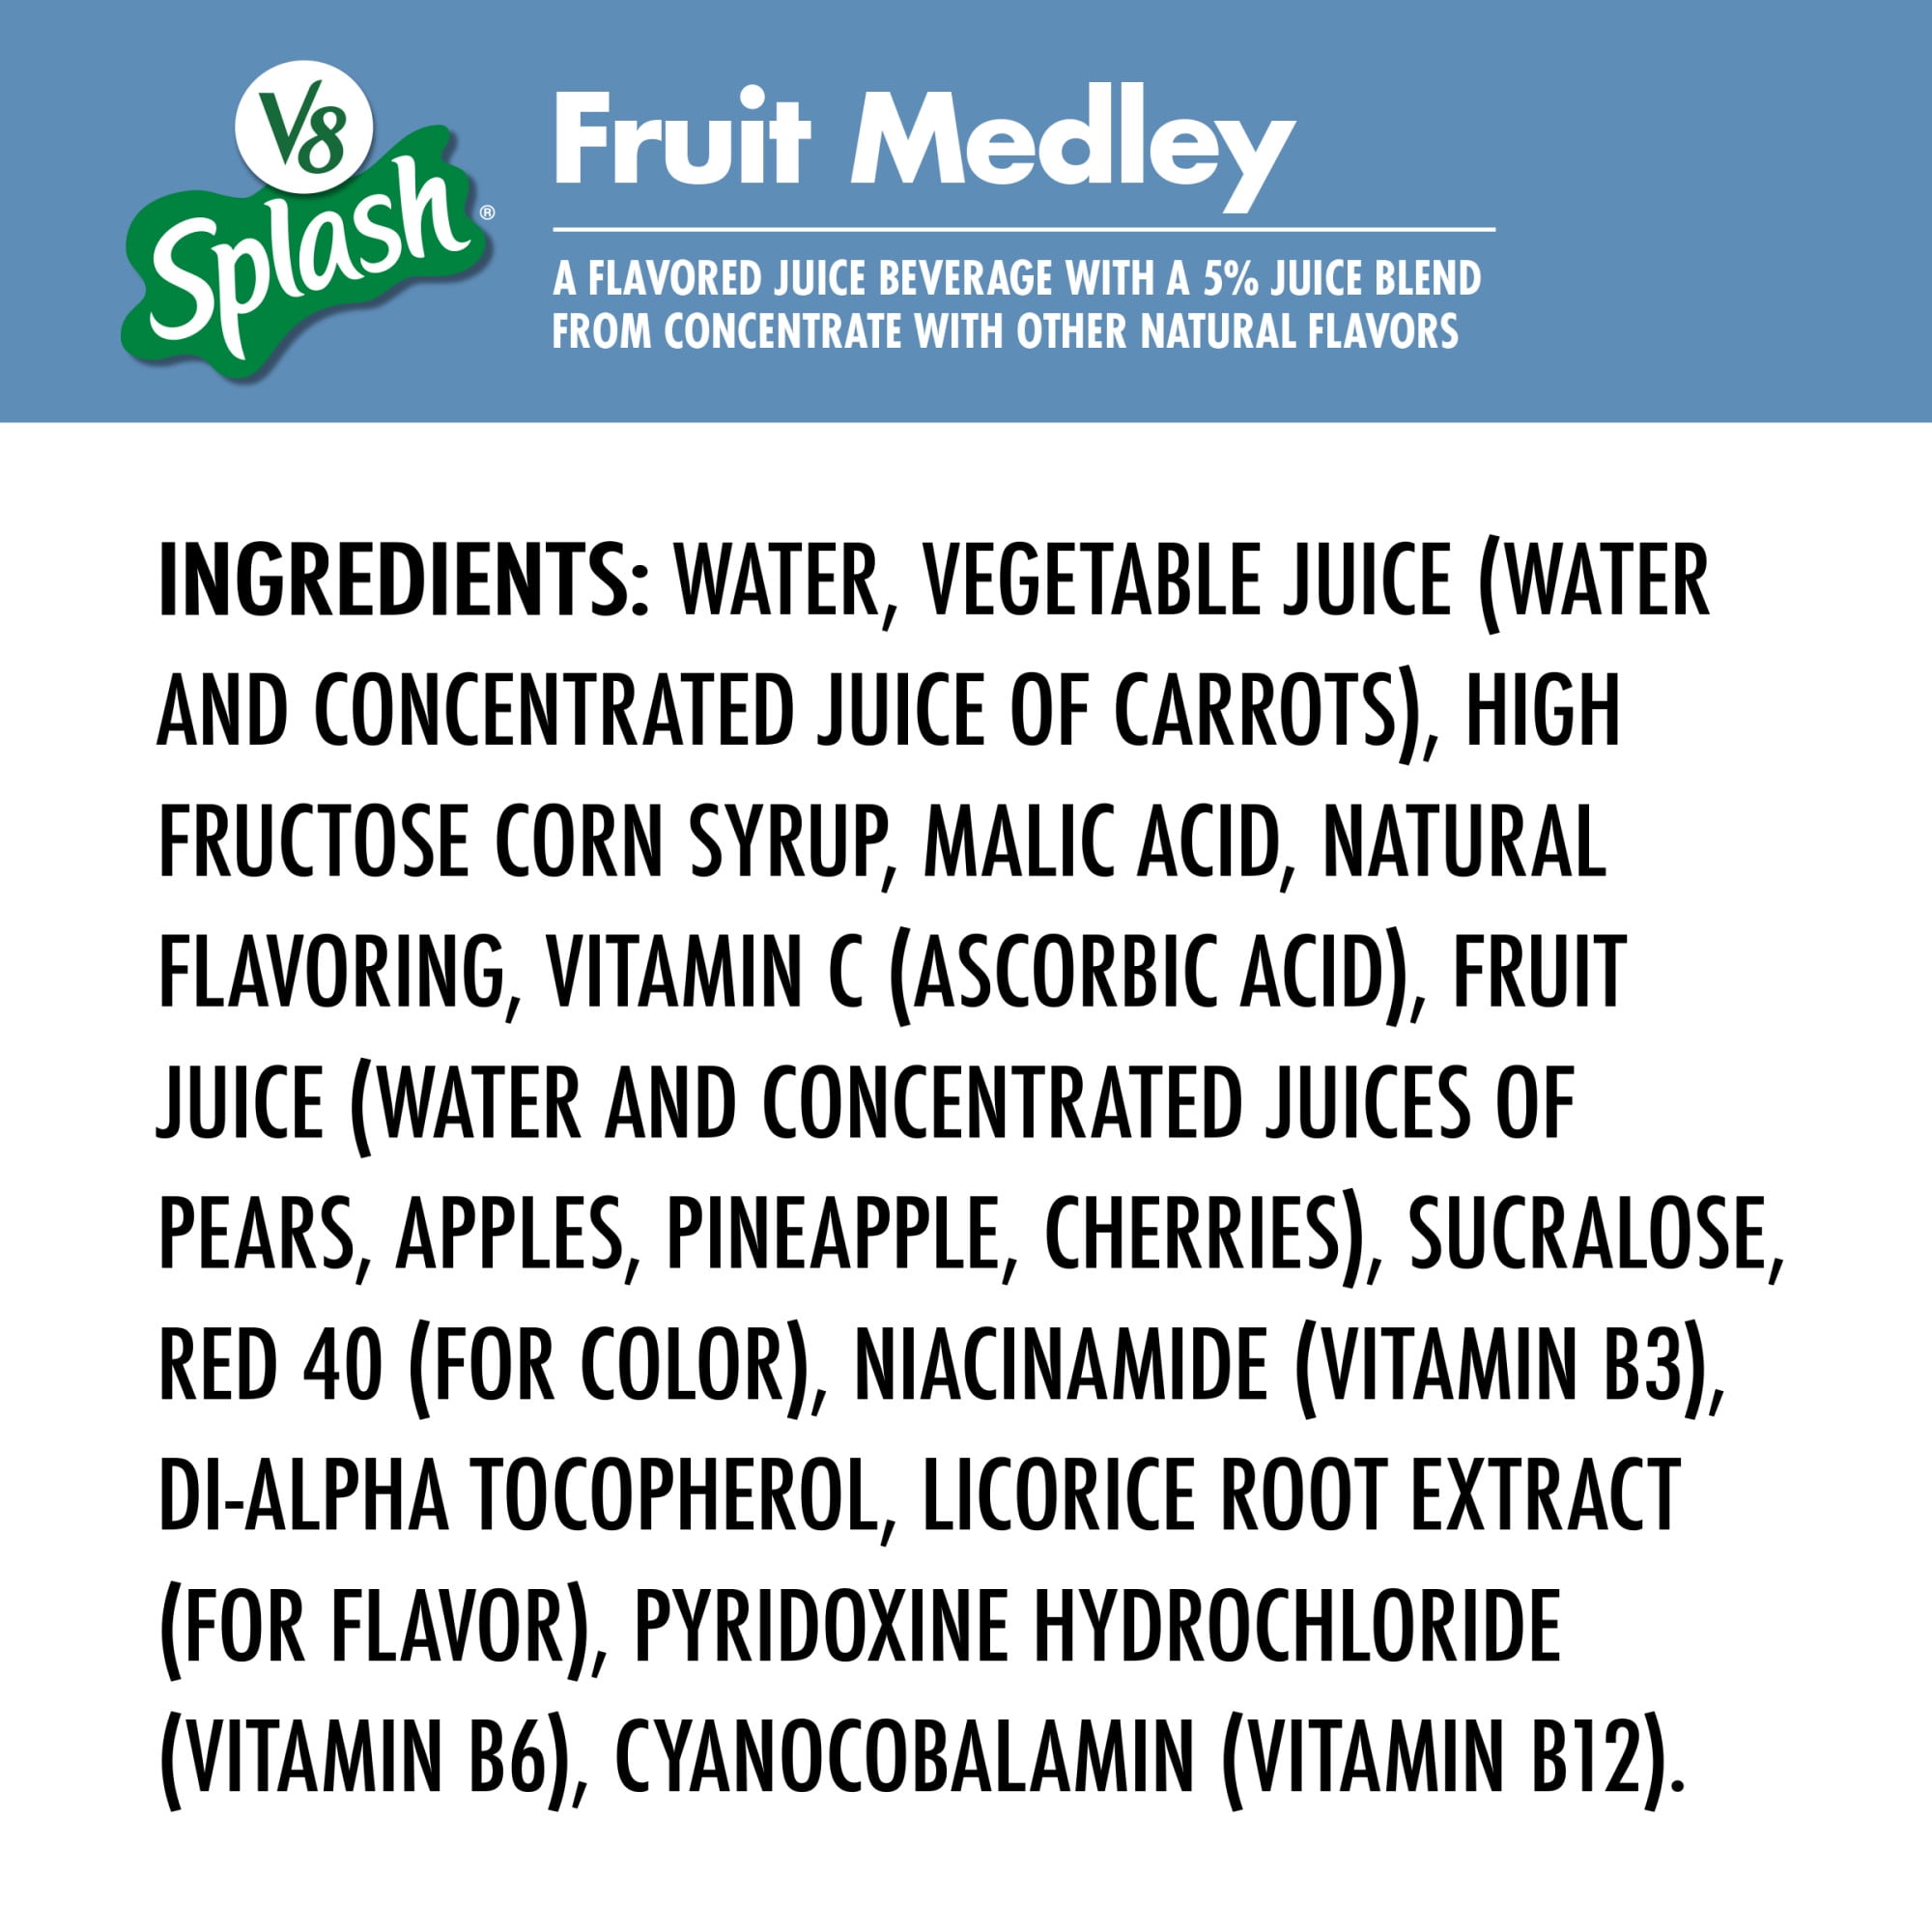 V8
Splash®
Fruit Medley
A FLAVORED JUICE BEVERAGE WITH A 5% JUICE BLEND
FROM CONCENTRATE WITH OTHER NATURAL FLAVORS
INGREDIENTS: WATER, VEGETABLE JUICE (WATER
AND CONCENTRATED JUICE OF CARROTS), HIGH
FRUCTOSE CORN SYRUP, MALIC ACID, NATURAL
FLAVORING, VITAMIN C (ASCORBIC ACID), FRUIT
JUICE (WATER AND CONCENTRATED JUICES OF
PEARS, APPLES, PINEAPPLE, CHERRIES), SUCRALOSE,
RED 40 (FOR COLOR), NIACINAMIDE (VITAMIN B3),
DI-ALPHA TOCOPHEROL, LICORICE ROOT EXTRACT
(FOR FLAVOR), PYRIDOXINE HYDROCHLORIDE
(VITAMIN B6), CYANOCOBALAMIN (VITAMIN B12).